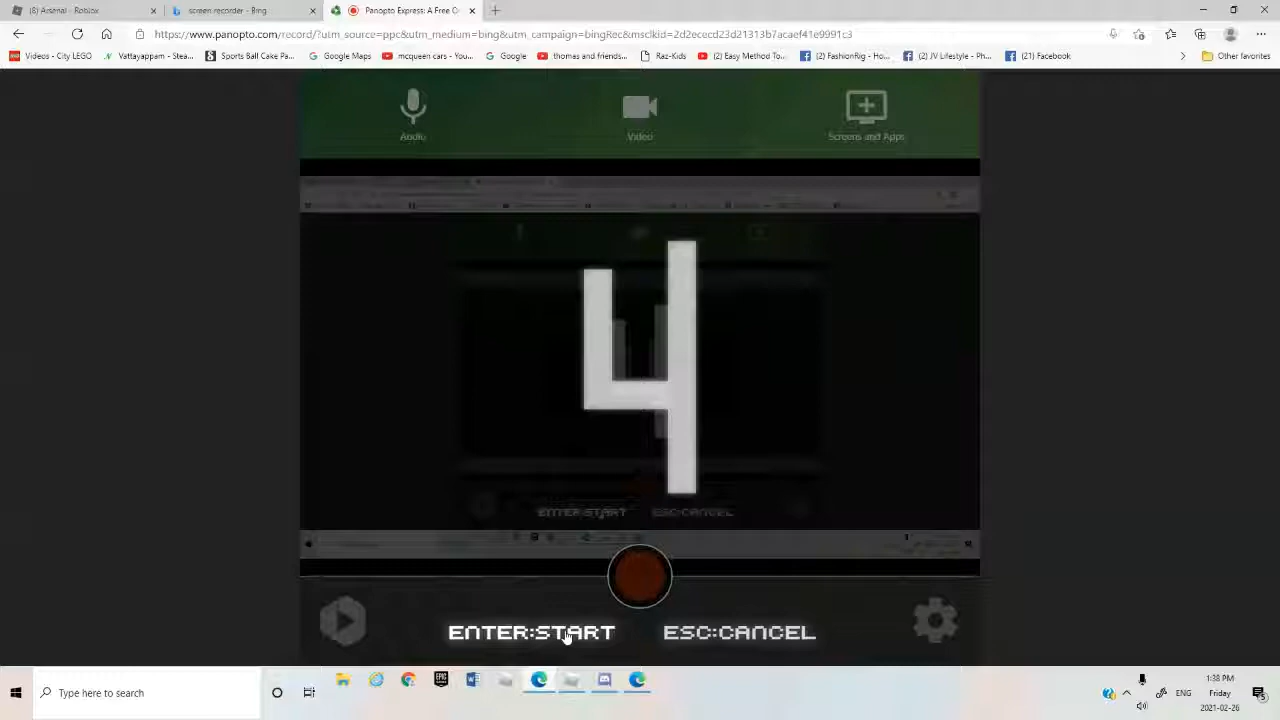 (6) Arsenal - Roblox
screen recorder - Bing
Panopto Express: A Free O
https://www.panopto.com/record/?utm_source=ppc&utm_medium=bing&utm_campaign=bingRec&msclkid=2d2ececd23d21313b7acaef41e9991c3
Videos - City LEGO
Vattayappam - Stea...
Sports Ball Cake Pa...
Google Maps
mcqueen cars - You...
Google
thomas and friends...
Raz-Kids
(2) Easy Method To...
(2) FashionRig - Ho...
(2) JV Lifestyle - Ph...
(21) Facebook
Other favorites
Audio
Video
Screens and Apps
4
ENTER:START ESC:CANCEL
ENTER:START ESC:CANCEL
Type here to search
EPIC GAMES
ENG
1:38 PM
Friday
2021-02-26
5